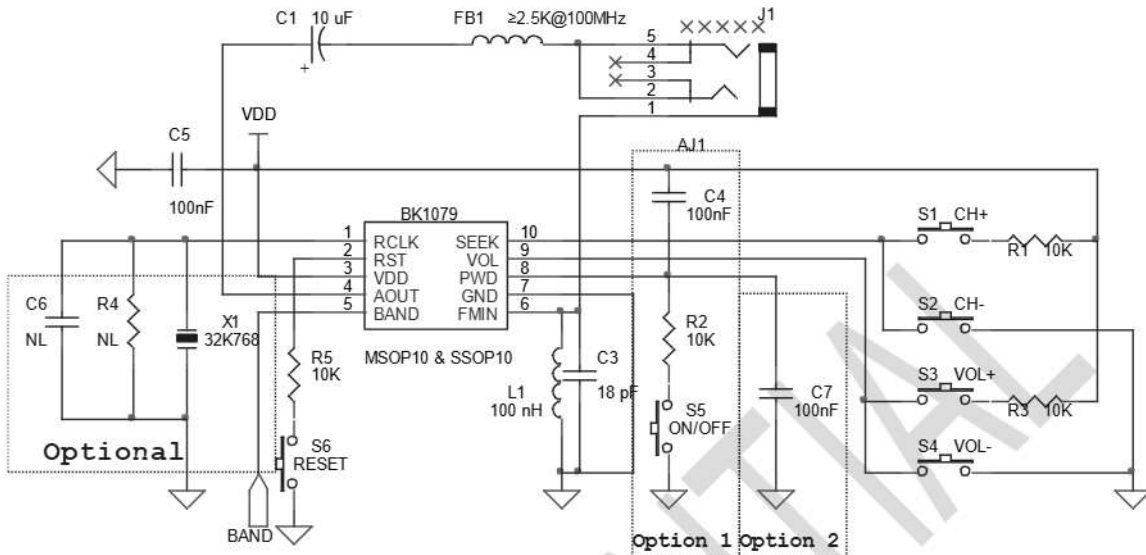 C1 10 uF
FB1 ≥2.5K@100MHz
J1
5
4
3
2
1
VDD
C5
100nF
AJ1
C4
100nF
BK1079
1 RCLK SEEK 10
2 RST VOL 9
3 VDD PWD 8
4 AOUT GND 7
5 BAND FMIN 6
MSOP10 & SSOP10
S1 CH+
R1 10K
S2 CH-
S3 VOL+
R3 10K
S4 VOL-
C6
NL
R4
NL
X1
32K768
Optional
R5
10K
S6
RESET
BAND
L1
100 nH
C3
18 pF
R2
10K
S5
ON/OFF
C7
100nF
Option 1
Option 2